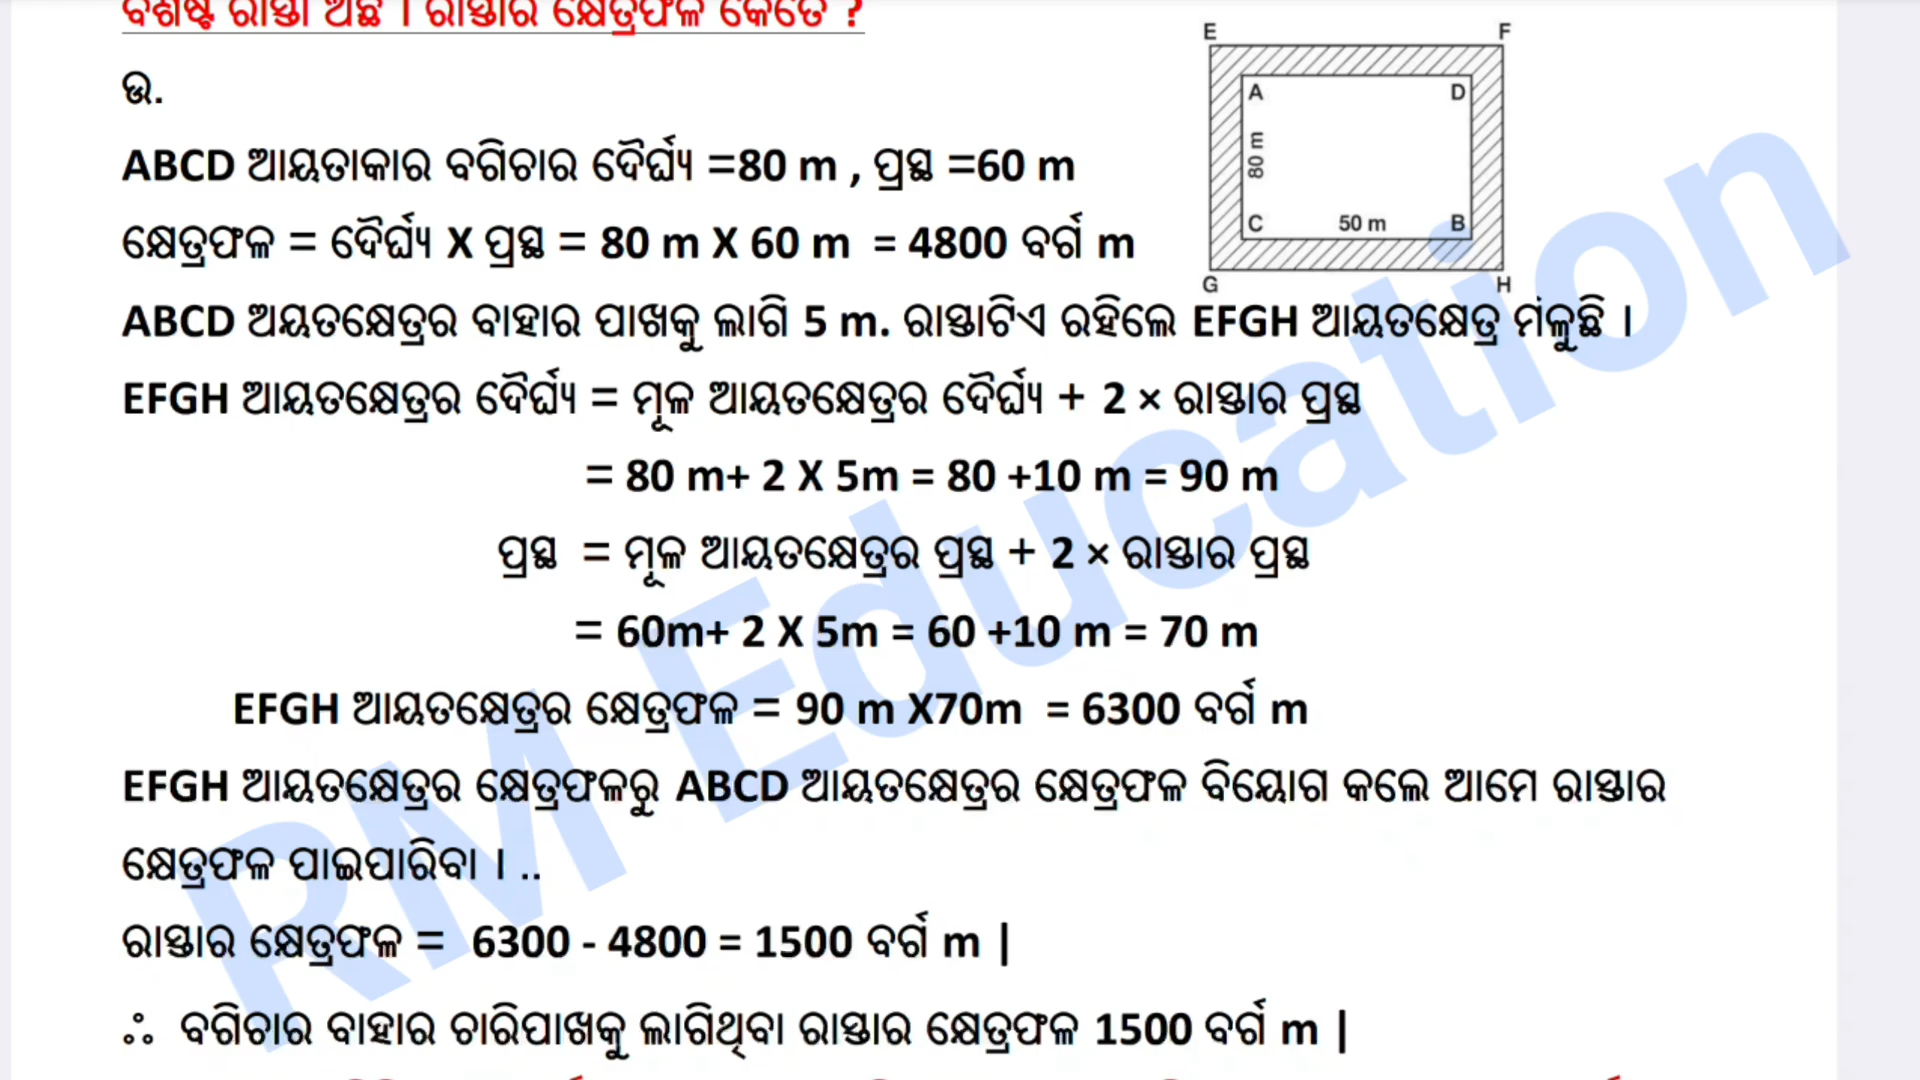 ବିଶିଷ୍ଟ ରାସ୍ତା ଅଛି । ରାସ୍ତାର କ୍ଷେତ୍ରଫଳ କେତେ ?
ଉ.
ABCD ଆୟତାକାର ବଗିଚାର ଦୈର୍ଘ୍ୟ =80 m , ପ୍ରସ୍ଥ =60 m
କ୍ଷେତ୍ରଫଳ = ଦୈର୍ଘ୍ୟ X ପ୍ରସ୍ଥ = 80 m X 60 m = 4800 ବର୍ଗ m
E F
A D
80 m
C 50 m B
G H
ABCD ଅୟତକ୍ଷେତ୍ରର ବାହାର ପାଖକୁ ଲାଗି 5 m. ରାସ୍ତାଟିଏ ରହିଲେ EFGH ଆୟତକ୍ଷେତ୍ର ମିଳୁଛି ।
EFGH ଆୟତକ୍ଷେତ୍ରର ଦୈର୍ଘ୍ୟ = ମୂଳ ଆୟତକ୍ଷେତ୍ରର ଦୈର୍ଘ୍ୟ + 2 × ରାସ୍ତାର ପ୍ରସ୍ଥ
= 80 m+ 2 X 5m = 80 +10 m = 90 m
ପ୍ରସ୍ଥ = ମୂଳ ଆୟତକ୍ଷେତ୍ରର ପ୍ରସ୍ଥ + 2 × ରାସ୍ତାର ପ୍ରସ୍ଥ
= 60m+ 2 X 5m = 60 +10 m = 70 m
EFGH ଆୟତକ୍ଷେତ୍ରର କ୍ଷେତ୍ରଫଳ = 90 m X70m = 6300 ବର୍ଗ m
EFGH ଆୟତକ୍ଷେତ୍ରର କ୍ଷେତ୍ରଫଳରୁ ABCD ଆୟତକ୍ଷେତ୍ରର କ୍ଷେତ୍ରଫଳ ବିୟୋଗ କଲେ ଆମେ ରାସ୍ତାର
କ୍ଷେତ୍ରଫଳ ପାଇପାରିବା । ..
ରାସ୍ତାର କ୍ଷେତ୍ରଫଳ = 6300 - 4800 = 1500 ବର୍ଗ m |
ஃ ବଗିଚାର ବାହାର ଚାରିପାଖକୁ ଲାଗିଥିବା ରାସ୍ତାର କ୍ଷେତ୍ରଫଳ 1500 ବର୍ଗ m |
RM Education